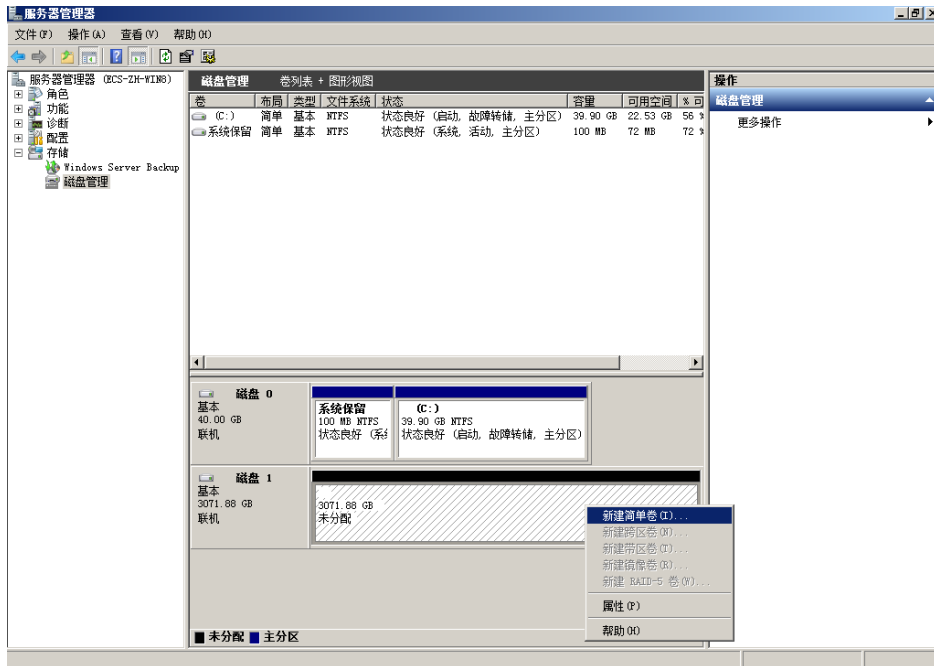 服务器管理器
文件(F) 操作(A) 查看(V) 帮助(H)
服务器管理器 (ECS-ZH-WIN8)
角色
功能
诊断
配置
存储
Windows Server Backup
磁盘管理
磁盘管理 卷列表 + 图形视图
卷 布局 类型 文件系统 状态 容量 可用空间 % 可
(C:) 简单 基本 NTFS 状态良好 (启动, 故障转储, 主分区) 39.90 GB 22.53 GB 56 %
系统保留 简单 基本 NTFS 状态良好 (系统, 活动, 主分区) 100 MB 72 MB 72 %
磁盘 0
基本
40.00 GB
联机
系统保留
100 MB NTFS
状态良好 (系统
(C:)
39.90 GB NTFS
状态良好 (启动, 故障转储, 主分区)
磁盘 1
基本
3071.88 GB
联机
3071.88 GB
未分配
新建简单卷(I)...
新建跨区卷(N)...
新建带区卷(T)...
新建镜像卷(R)...
新建 RAID-5 卷(W)...
属性(P)
帮助(H)
未分配 主分区
操作
磁盘管理
更多操作